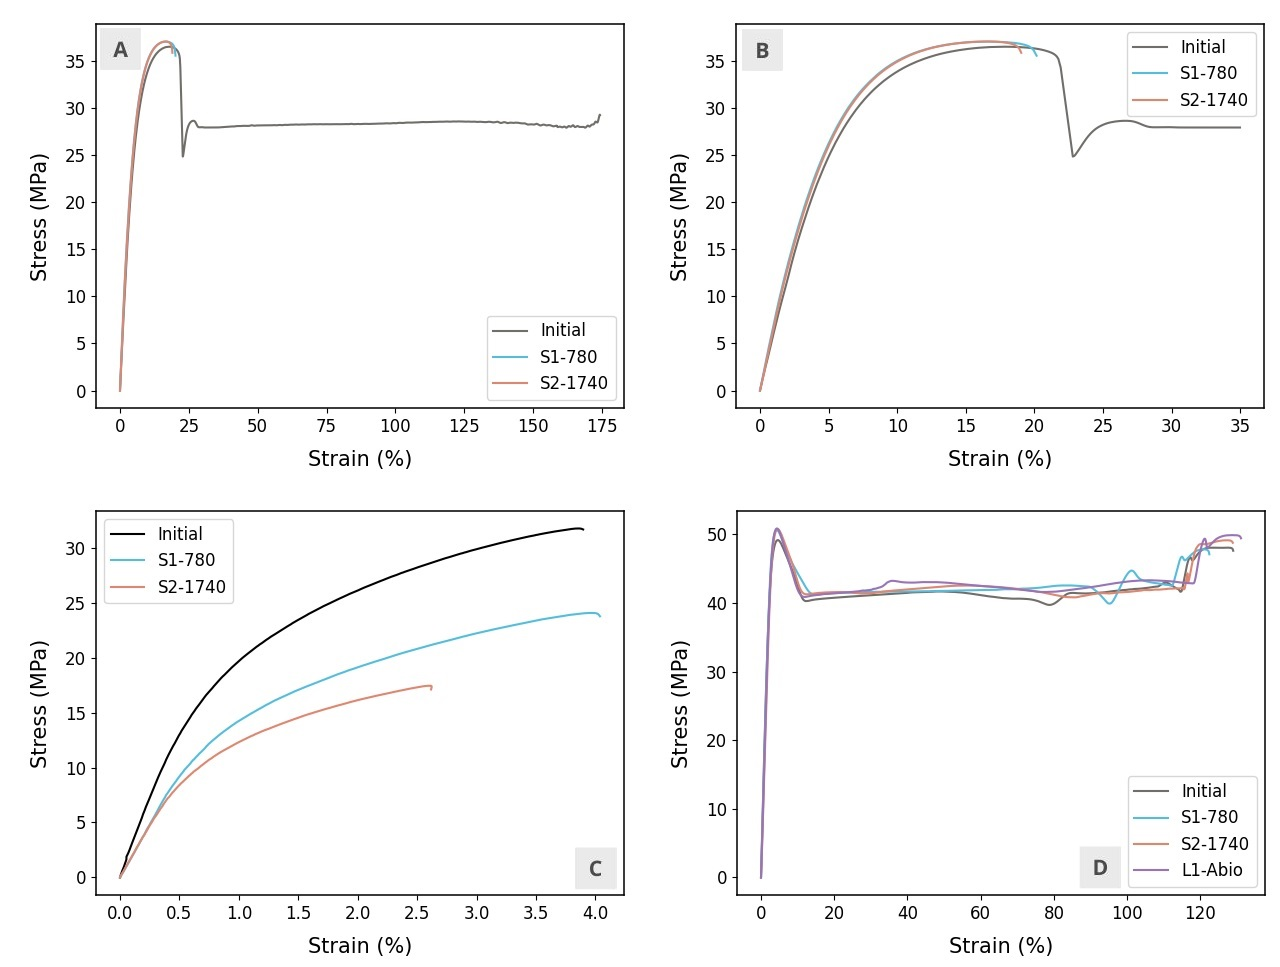 A
Stress (MPa)
35
30
25
20
15
10
5
0
Initial
S1-780
S2-1740
0 25 50 75 100 125 150 175
Strain (%)
B
Stress (MPa)
35
30
25
20
15
10
5
0
Initial
S1-780
S2-1740
0 5 10 15 20 25 30 35
Strain (%)
Initial
S1-780
S2-1740
Stress (MPa)
30
25
20
15
10
5
0
C
0.0 0.5 1.0 1.5 2.0 2.5 3.0 3.5 4.0
Strain (%)
Stress (MPa)
50
40
30
20
10
0
Initial
S1-780
S2-1740
L1-Abio
D
0 20 40 60 80 100 120
Strain (%)